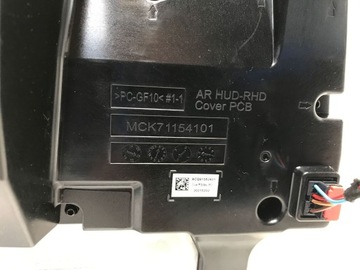 >PC-GF10< #1-1
AR HUD-RHD
Cover PCB
MCK71154101